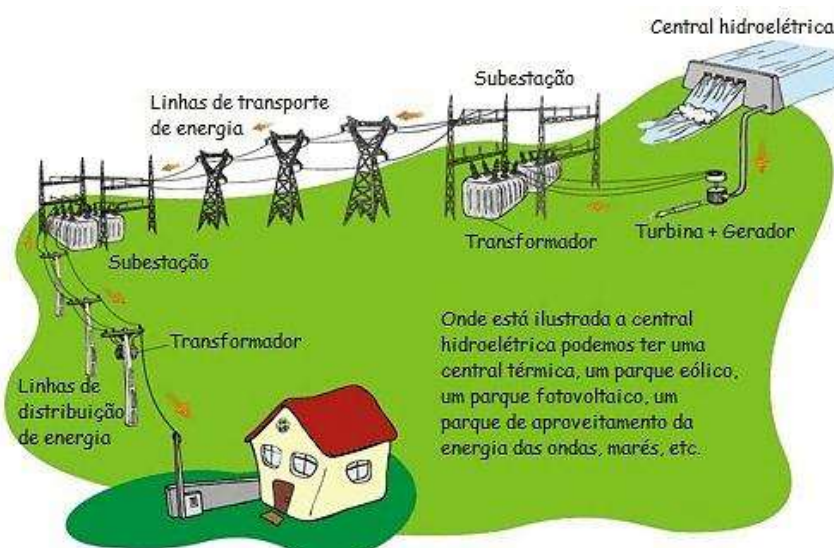 Central hidroelétrica
Subestação
Linhas de transporte
de energia
Transformador
Turbina + Gerador
Subestação
Transformador
Linhas de
distribuição
de energia
Onde está ilustrada a central
hidroelétrica podemos ter uma
central térmica, um parque eólico,
um parque fotovoltaico, um
parque de aproveitamento da
energia das ondas, marés, etc.